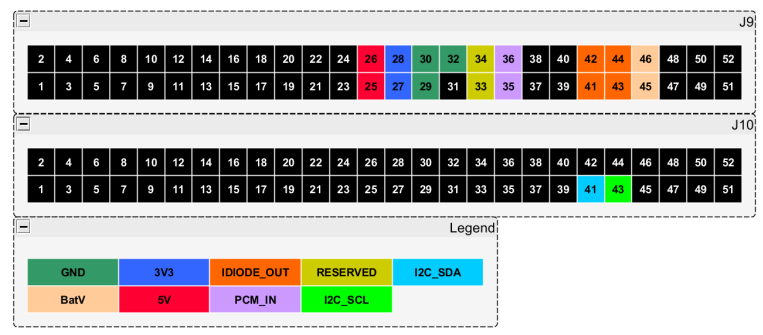 J9
2 4 6 8 10 12 14 16 18 20 22 24 26 28 30 32 34 36 38 40 42 44 46 48 50 52
1 3 5 7 9 11 13 15 17 19 21 23 25 27 29 31 33 35 37 39 41 43 45 47 49 51
J10
2 4 6 8 10 12 14 16 18 20 22 24 26 28 30 32 34 36 38 40 42 44 46 48 50 52
1 3 5 7 9 11 13 15 17 19 21 23 25 27 29 31 33 35 37 39 41 43 45 47 49 51
Legend
GND 3V3 IDIODE_OUT RESERVED I2C_SDA
BatV 5V PCM_IN I2C_SCL